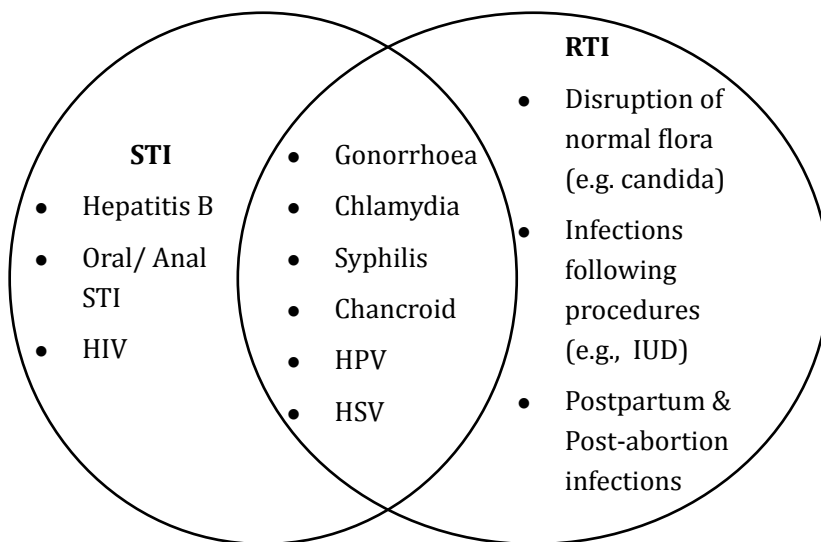 STI
● Hepatitis B
● Oral/ Anal
STI
● HIV
● Gonorrhoea
● Chlamydia
● Syphilis
● Chancroid
● HPV
● HSV
RTI
● Disruption of
normal flora
(e.g. candida)
● Infections
following
procedures
(e.g., IUD)
● Postpartum &
Post-abortion
infections